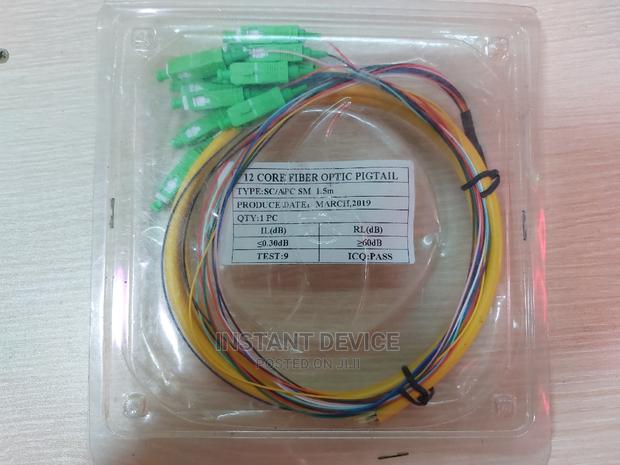 12 CORE FIBER OPTIC PIGTAIL
TYPE:SC/APC SM 1.5m
PRODUCE DATE: MARCH,2019
QTY:1 PC
IL(dB) RL(dB)
≤0.30dB ≥60dB
TEST:9 ICQ:PASS
INSTANT DEVICE
POSTED ON JIJI